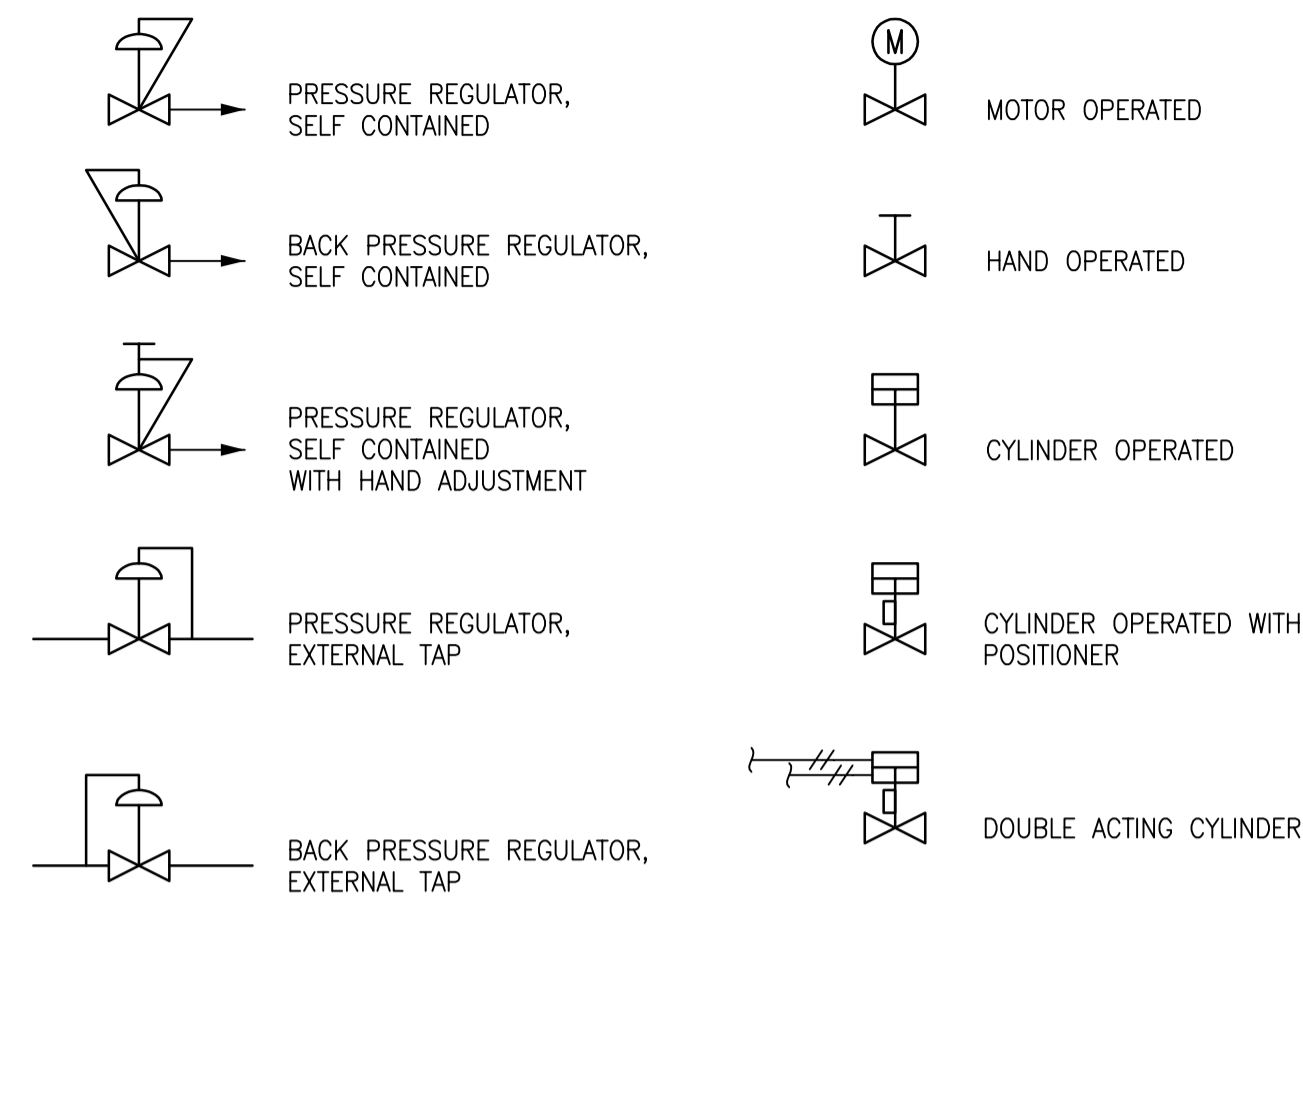 PRESSURE REGULATOR,
SELF CONTAINED
BACK PRESSURE REGULATOR,
SELF CONTAINED
PRESSURE REGULATOR,
SELF CONTAINED
WITH HAND ADJUSTMENT
PRESSURE REGULATOR,
EXTERNAL TAP
BACK PRESSURE REGULATOR,
EXTERNAL TAP
M
MOTOR OPERATED
HAND OPERATED
CYLINDER OPERATED
CYLINDER OPERATED WITH
POSITIONER
DOUBLE ACTING CYLINDER